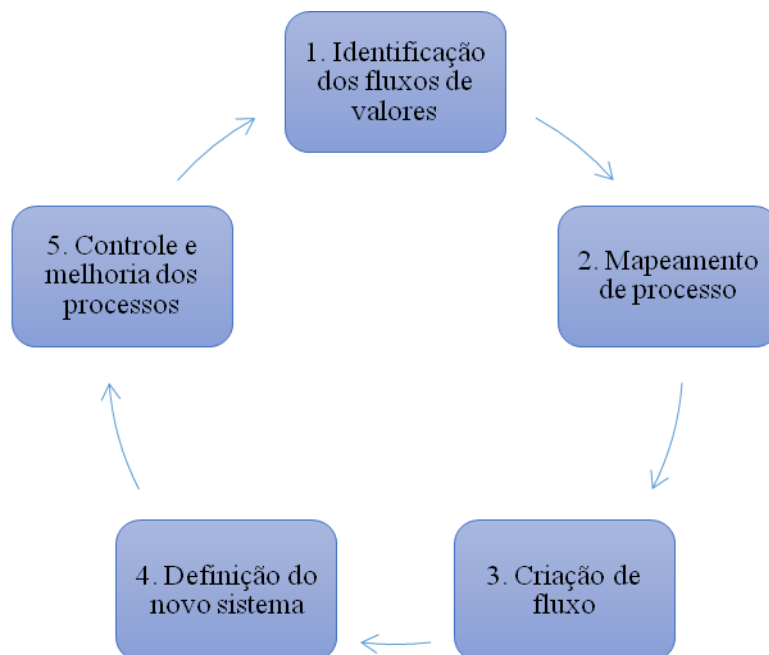 1. Identificação
dos fluxos de
valores
2. Mapeamento
de processo
3. Criação de
fluxo
4. Definição do
novo sistema
5. Controle e
melhoria dos
processos